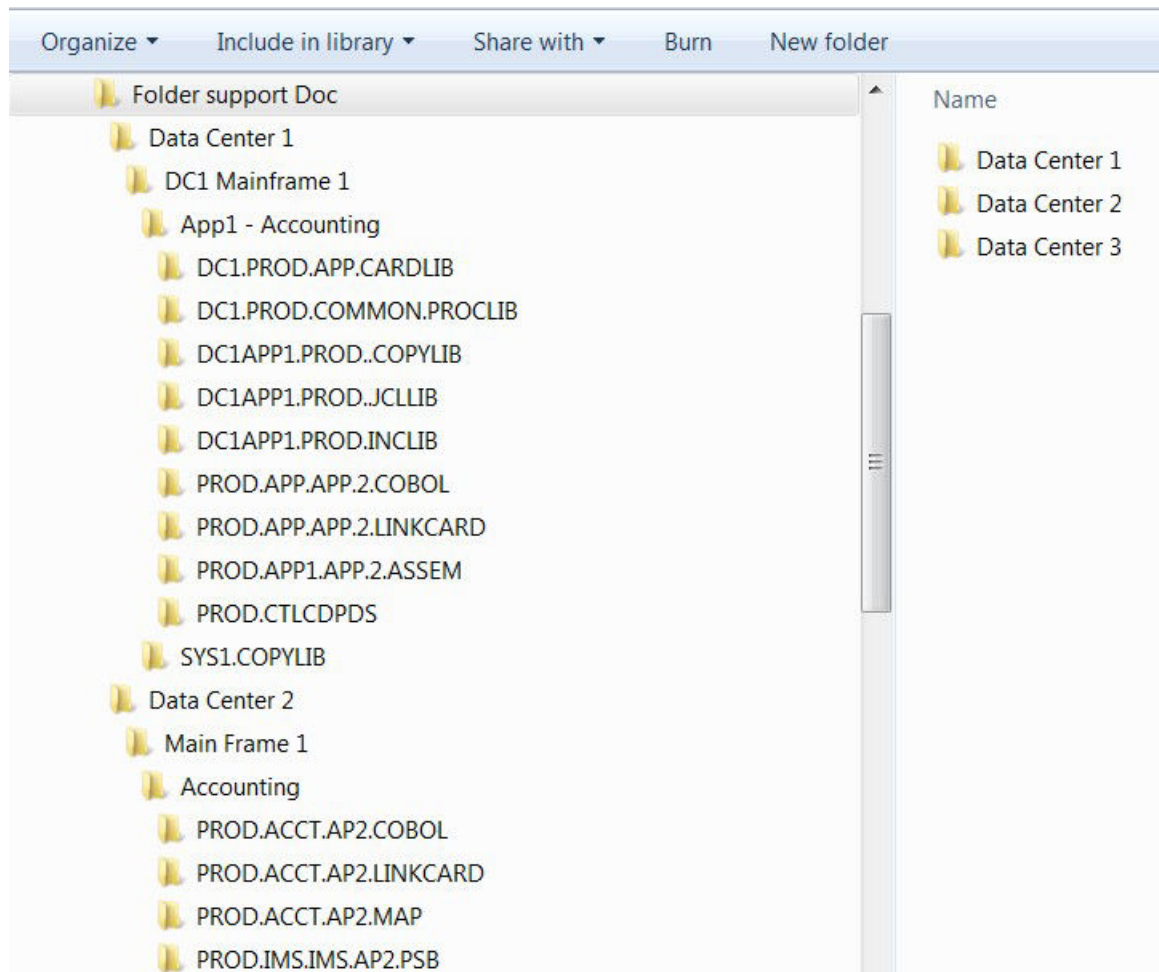 Organize Include in library Share with Burn New folder
Folder support Doc
Data Center 1
DC1 Mainframe 1
App1 - Accounting
DC1.PROD.APP.CARDLIB
DC1.PROD.COMMON.PROCLIB
DC1APP1.PROD..COPYLIB
DC1APP1.PROD..JCLLIB
DC1APP1.PROD.INCLIB
PROD.APP.APP.2.COBOL
PROD.APP.APP.2.LINKCARD
PROD.APP1.APP.2.ASSEM
PROD.CTLCDPDS
SYS1.COPYLIB
Data Center 2
Main Frame 1
Accounting
PROD.ACCT.AP2.COBOL
PROD.ACCT.AP2.LINKCARD
PROD.ACCT.AP2.MAP
PROD.IMS.IMS.AP2.PSB
Name
Data Center 1
Data Center 2
Data Center 3